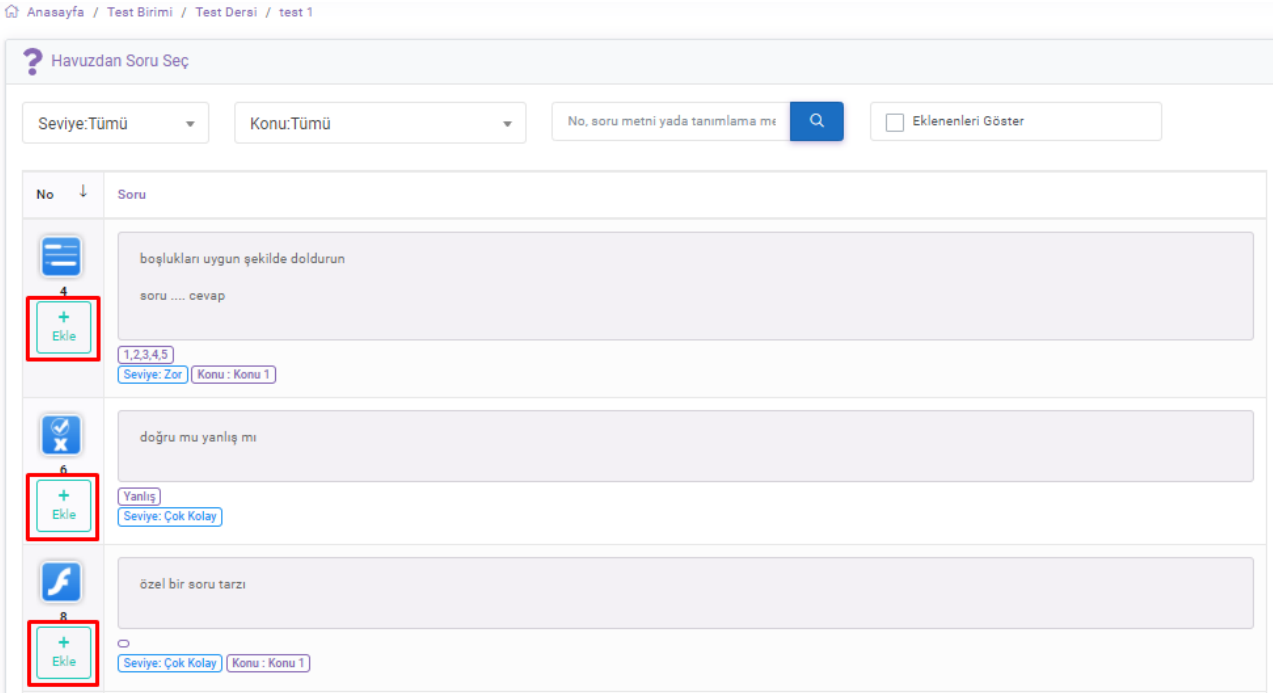 Anasayfa / Test Birimi / Test Dersi / test 1
Havuzdan Soru Seç
Seviye:Tümü Konu:Tümü No, soru metni yada tanımlama me Eklenenleri Göster
No ↓ Soru
boşlukları uygun şekilde doldurun
soru .... cevap
4
+
Ekle
1,2,3,4,5
Seviye: Zor Konu : Konu 1
doğru mu yanlış mı
6
+
Ekle
Yanlış
Seviye: Çok Kolay
özel bir soru tarzı
8
+
Ekle
Seviye: Çok Kolay Konu : Konu 1